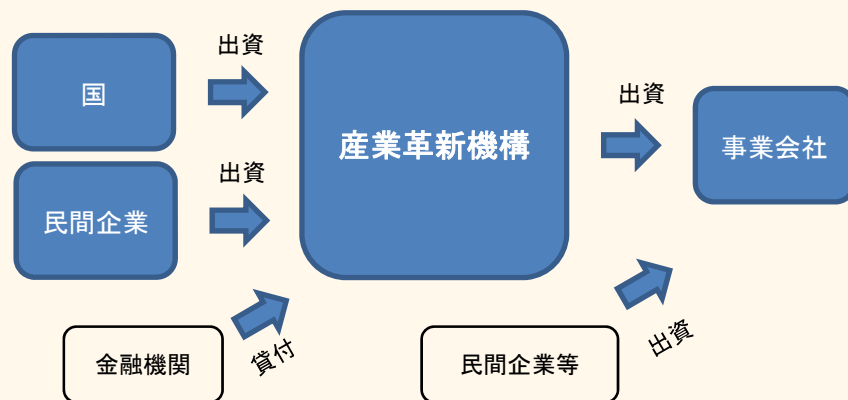 出資
国
出資
産業革新機構
出資
事業会社
民間企業
出資
金融機関
貸付
民間企業等